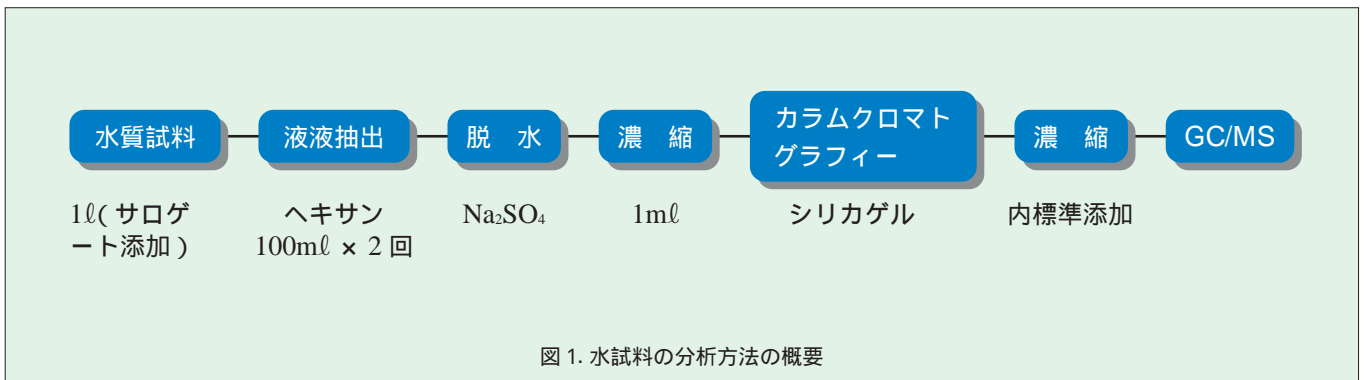 水質試料
液液抽出
脱　水
濃　縮
カラムクロマト
グラフィー
濃　縮
GC/MS
1ℓ( サロゲ
ート添加 )
ヘキサン
100mℓ × 2 回
Na₂SO₄
1mℓ
シリカゲル
内標準添加
図 1. 水試料の分析方法の概要